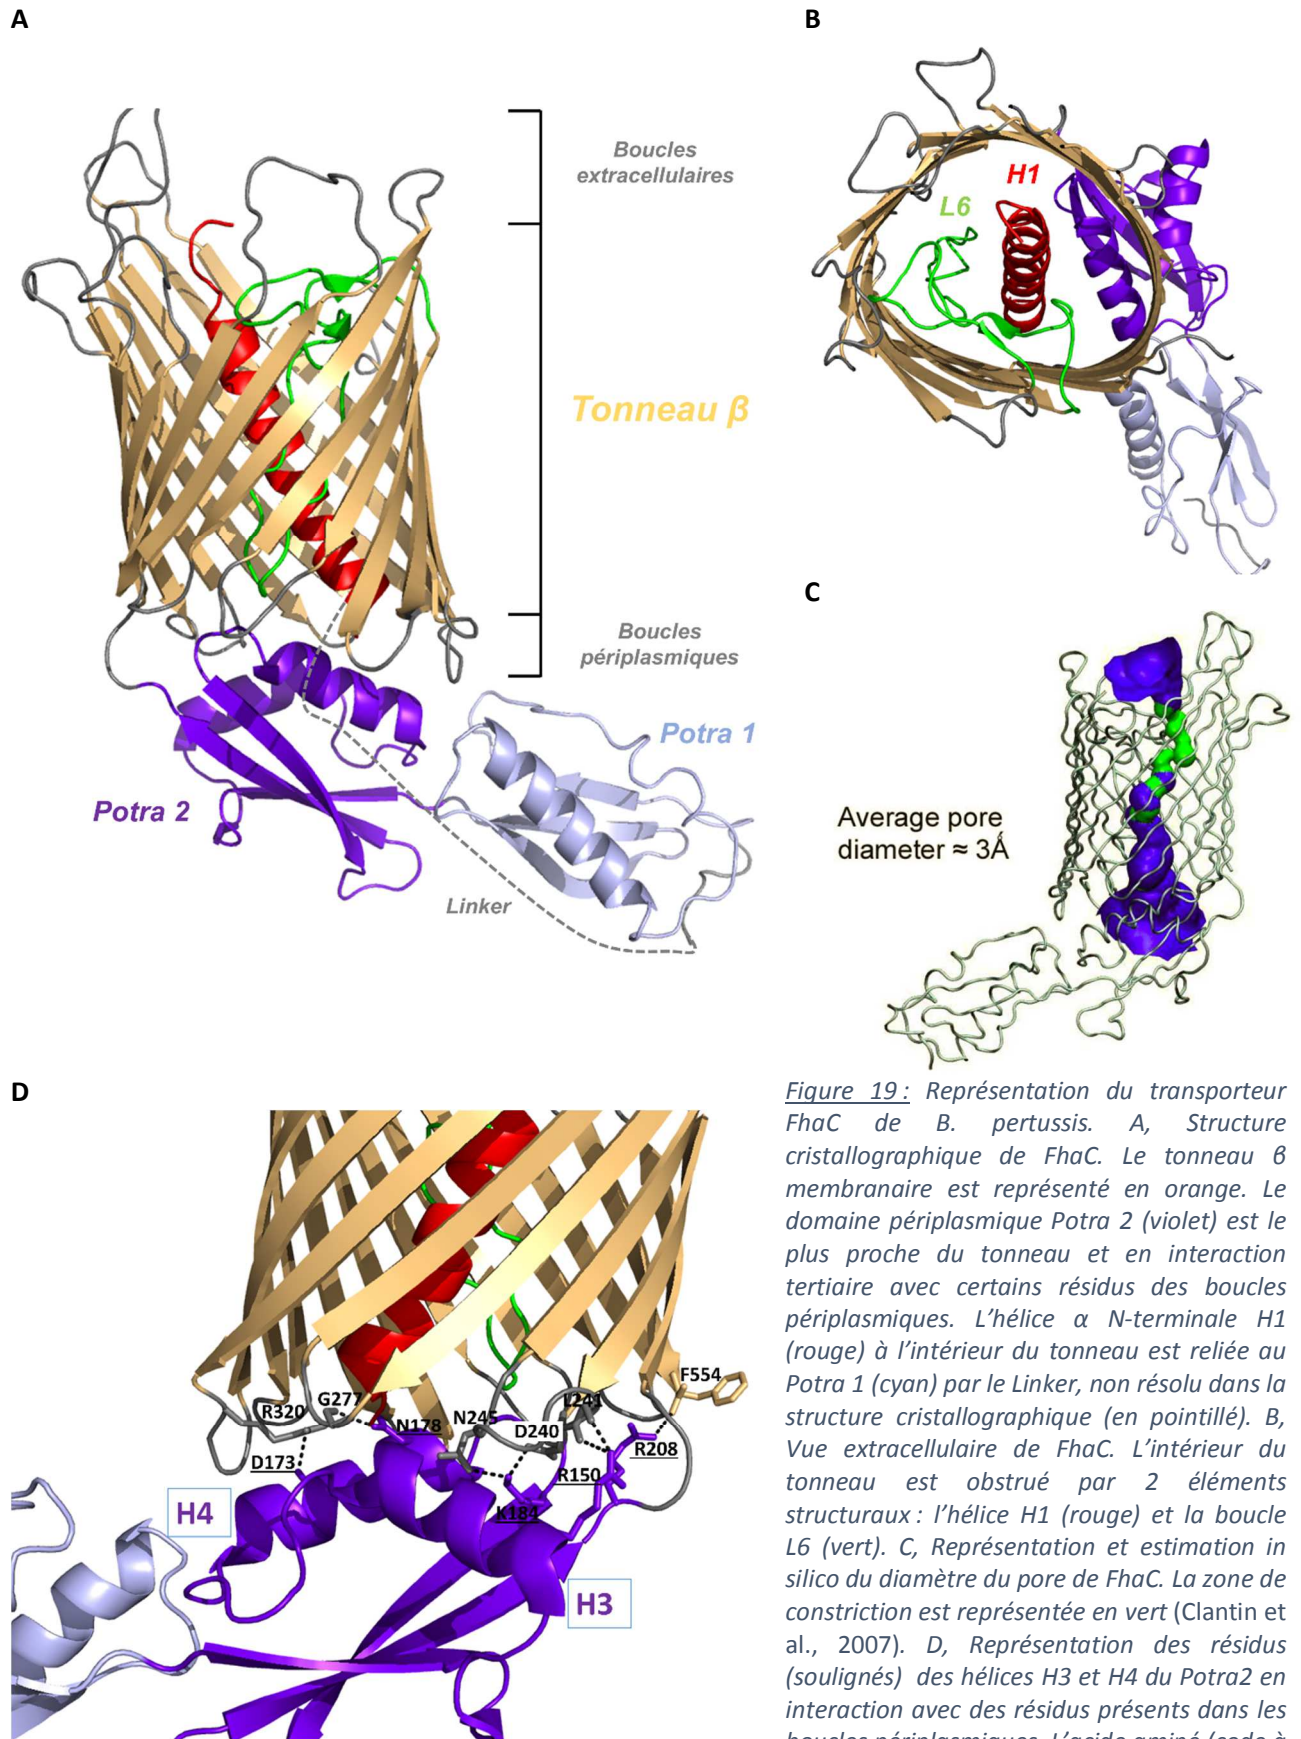 A
B
Boucles
extracellulaires
H1
L6
Tonneau β
C
Boucles
périplasmiques
Potra 1
Potra 2
Average pore
diameter ≈ 3Å
Linker
D
F554
G277
L241
R320
N178
N245
D240
R208
D173
R150
K184
H4
H3
Figure 19 : Représentation du transporteur
FhaC de B. pertussis. A, Structure
cristallographique de FhaC. Le tonneau β
membranaire est représenté en orange. Le
domaine périplasmique Potra 2 (violet) est le
plus proche du tonneau et en interaction
tertiaire avec certains résidus des boucles
périplasmiques. L’hélice α N-terminale H1
(rouge) à l’intérieur du tonneau est reliée au
Potra 1 (cyan) par le Linker, non résolu dans la
structure cristallographique (en pointillé). B,
Vue extracellulaire de FhaC. L’intérieur du
tonneau est obstrué par 2 éléments
structuraux : l’hélice H1 (rouge) et la boucle
L6 (vert). C, Représentation et estimation in
silico du diamètre du pore de FhaC. La zone de
constriction est représentée en vert (Clantin et
al., 2007). D, Représentation des résidus
(soulignés) des hélices H3 et H4 du Potra2 en
interaction avec des résidus présents dans les
boucles périplasmiques. L’acide aminé (code à